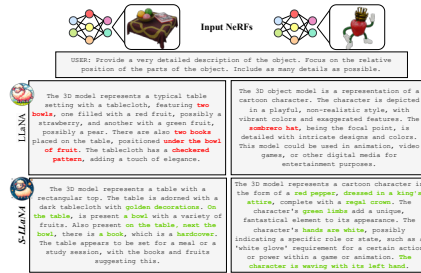 Input NeRFs
USER: Provide a very detailed description of the object. Focus on the relative
position of the parts of the object. Include as many details as possible.
LLaNA
The 3D model represents a typical table
setting with a tablecloth, featuring two
bowls, one filled with a red fruit, possibly a
strawberry, and another with a green fruit,
possibly a pear. There are also two books
placed on the table, positioned under the bowl
of fruit. The tablecloth has a checkered
pattern, adding a touch of elegance.
The 3D object model is a representation of a
cartoon character. The character is depicted
in a playful, non-realistic style, with
vibrant colors and exaggerated features. The
sombrero hat, being the focal point, is
detailed with intricate designs and colors.
This model could be used in animation, video
games, or other digital media for
entertainment purposes.
S-LLaNA
The 3D model represents a table with a
rectangular top. The table is adorned with a
dark tablecloth with golden decorations. On
the table, is present a bowl with a variety of
fruits. Also present on the table, next the
bowl, there is a book, which is a hardcover.
The table appears to be set for a meal or a
study session, with the books and fruits
suggesting this.
The 3D model represents a cartoon character in
the form of a red pepper, dressed in a king's
attire, complete with a regal crown. The
character's green limbs add a unique,
fantastical element to its appearance. The
character's hands are white, possibly
indicating a specific role or state, such as a
'white glove' requirement for a certain action
or power within a game or animation. The
character is waving with its left hand.